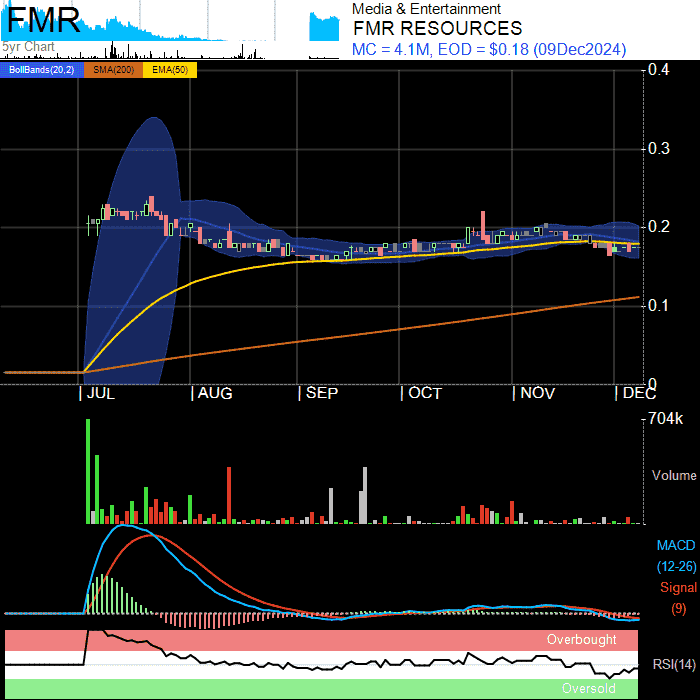 FMR
5yr Chart
Media & Entertainment
FMR RESOURCES
MC = 4.1M, EOD = $0.18 (09Dec2024)
BollBands(20,2) SMA(200) EMA(50)
0.4
0.3
0.2
0.1
0
JUL AUG SEP OCT NOV DEC
704k
Volume
MACD
(12-26)
Signal
(9)
Overbought
RSI(14)
Oversold